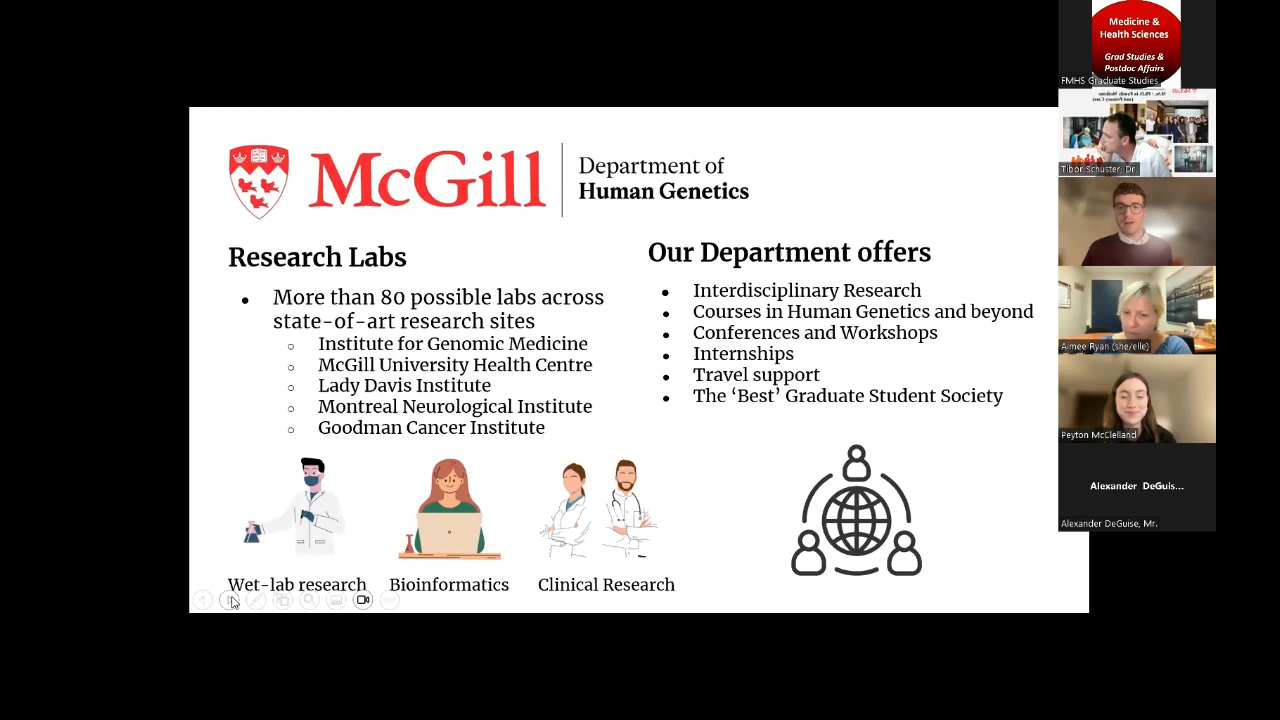 McGill
Department of
Human Genetics
Research Labs
More than 80 possible labs across
state-of-art research sites
Institute for Genomic Medicine
McGill University Health Centre
Lady Davis Institute
Montreal Neurological Institute
Goodman Cancer Institute
Wet-lab research
Bioinformatics
Clinical Research
Our Department offers
Interdisciplinary Research
Courses in Human Genetics and beyond
Conferences and Workshops
Internships
Travel support
The ‘Best’ Graduate Student Society
Medicine &
Health Sciences
Grad Studies &
Postdoc Affairs
FMHS Graduate Studies
Tibor Schuster, Dr.
Aimee Ryan (she/elle)
Peyton McClelland
Alexander DeGuis...
Alexander DeGuise, Mr.